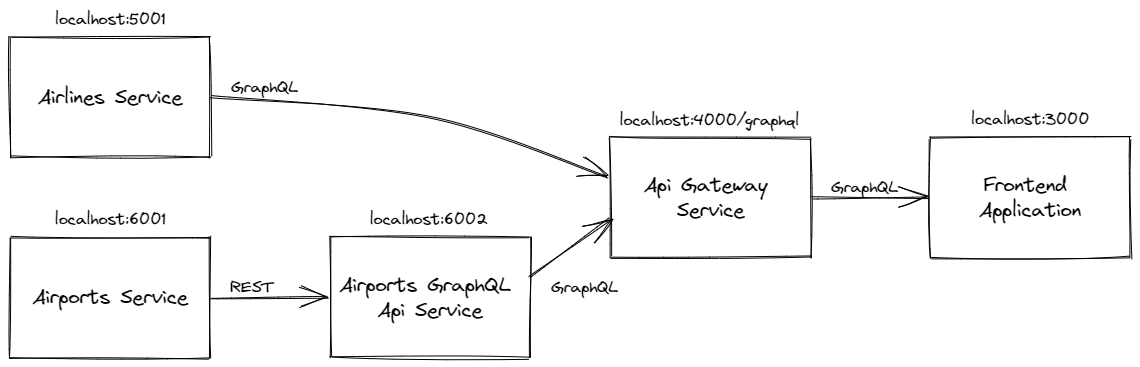 localhost:5001
Airlines Service
GraphQL
localhost:4000/graphql
Api Gateway
Service
GraphQL
localhost:3000
Frontend
Application
localhost:6001
Airports Service
REST
localhost:6002
Airports GraphQL
Api Service
GraphQL